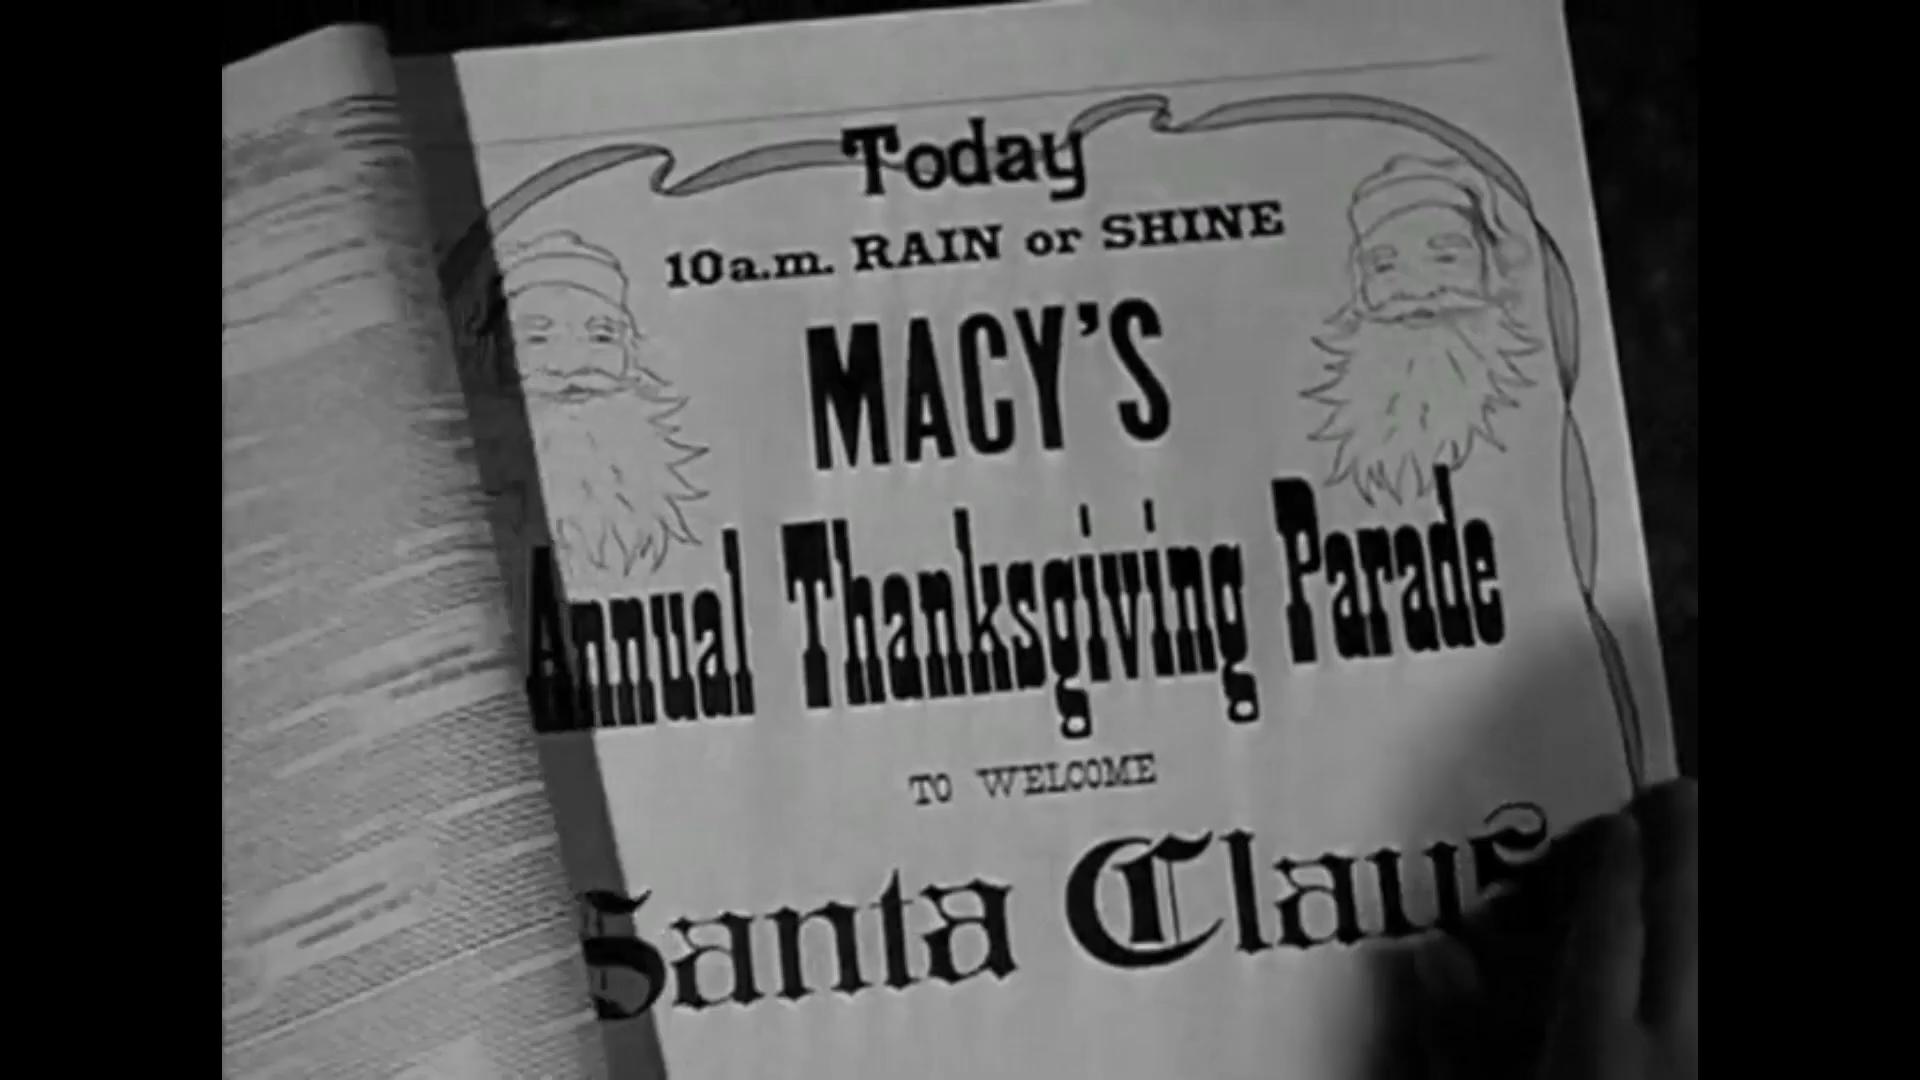 Today
10a.m. RAIN or SHINE
MACY'S
Annual Thanksgiving Parade
TO WELCOME
Santa Claus